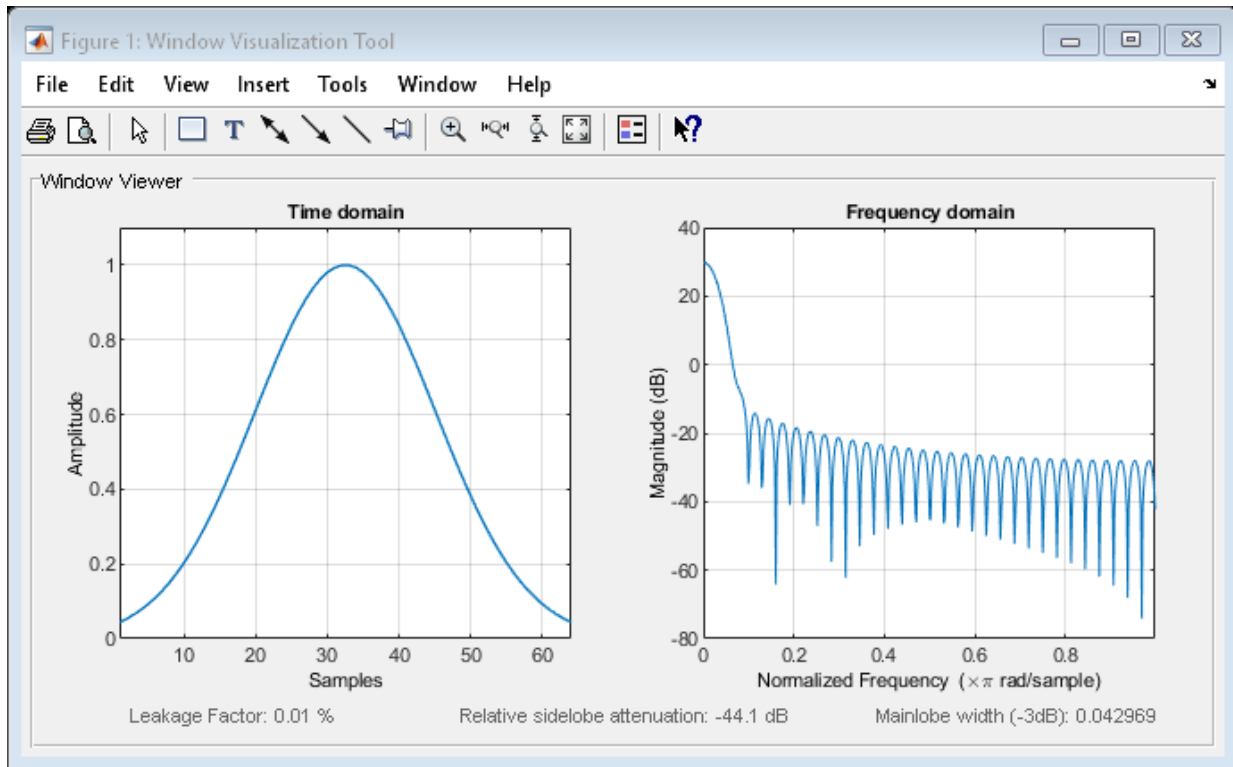 Figure 1: Window Visualization Tool
File Edit View Insert Tools Window Help
T
?
Window Viewer
Time domain
1
0.8
0.6
0.4
0.2
0
Amplitude
10 20 30 40 50 60
Samples
Frequency domain
40
20
0
-20
-40
-60
-80
Magnitude (dB)
0 0.2 0.4 0.6 0.8
Normalized Frequency (×π rad/sample)
Leakage Factor: 0.01 % Relative sidelobe attenuation: -44.1 dB Mainlobe width (-3dB): 0.042969